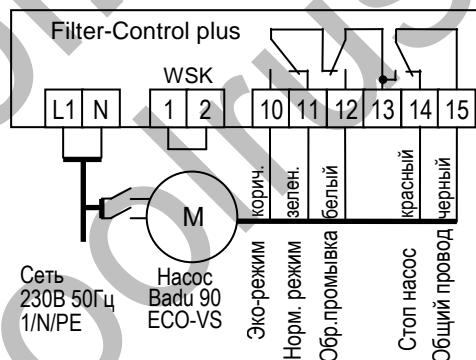 Filter-Control plus
WSK
L1 N 1 2 10 11 12 13 14 15
корич.
зелен.
белый
красный
черный
M
Эко-режим
Норм. режим
Обр.промывка
Стоп насос
Общий провод
Сеть
230В 50Гц
1/N/PE
Насос
Badu 90
ECO-VS